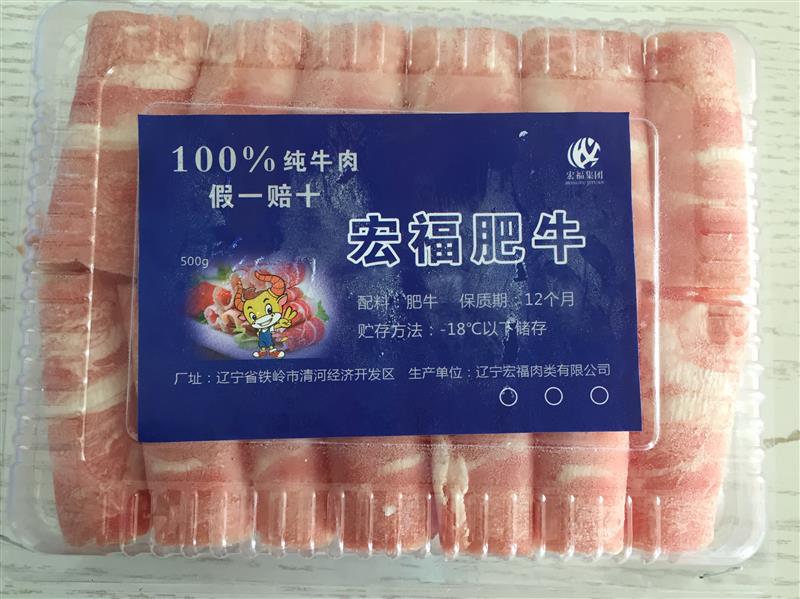 100%纯牛肉
假一赔十
宏福集团
HONGFU JITUAN
宏福肥牛
500g
配料：肥牛 保质期：12个月
贮存方法：-18℃以下储存
厂址：辽宁省铁岭市清河经济开发区 生产单位：辽宁宏福肉类有限公司